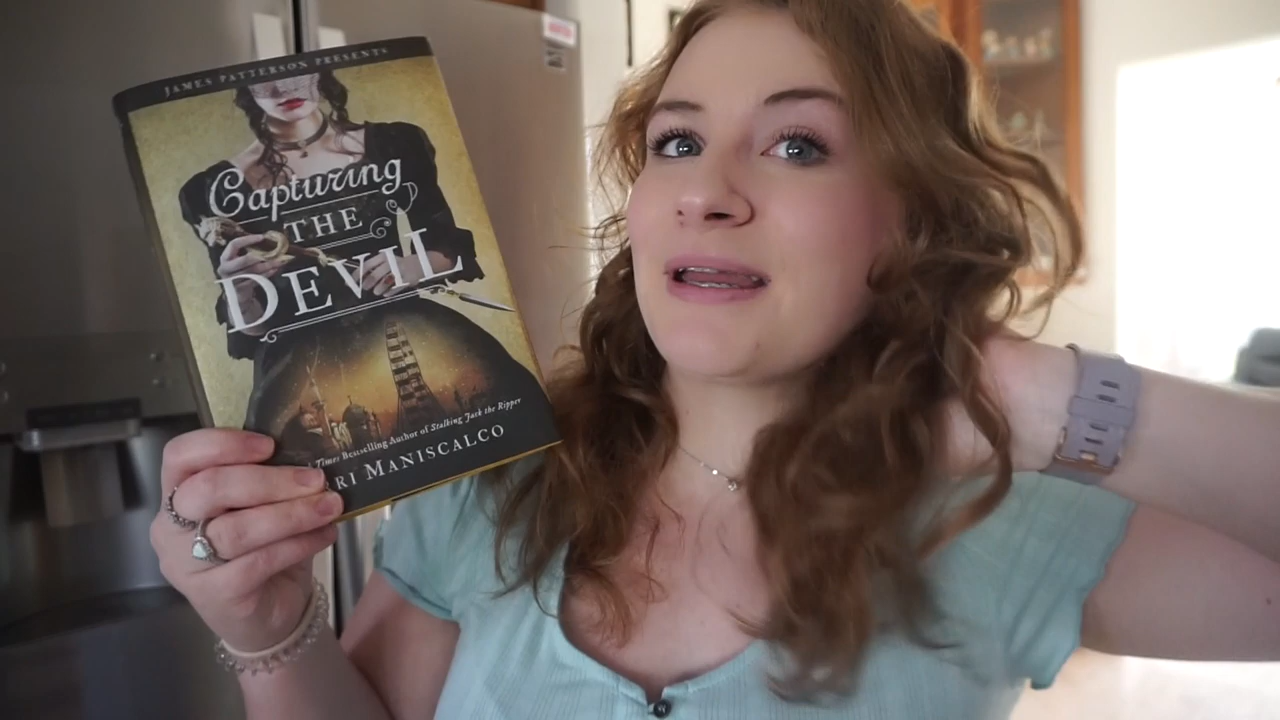 JAMES PATTERSON PRESENTS
Capturing
THE
DEVIL
Times Bestselling Author of Stalking Jack the Ripper
RI MANISCALCO